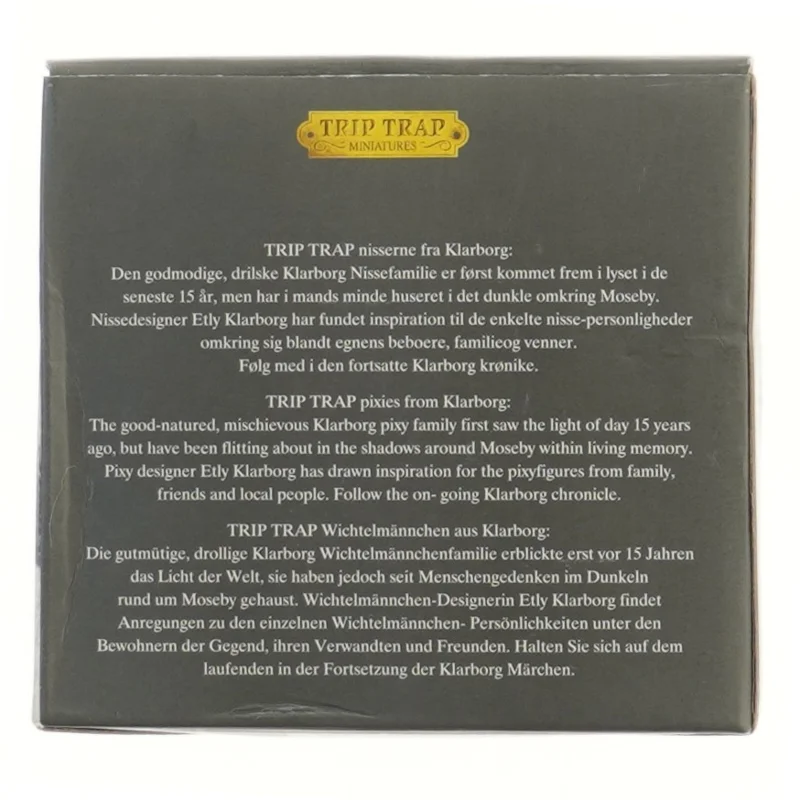 TRIP TRAP
MINIATURES
TRIP TRAP nisserne fra Klarborg:
Den godmodige, drilske Klarborg Nissefamilie er først kommet frem i lyset i de
seneste 15 år, men har i mands minde huseret i det dunkle omkring Moseby.
Nissedesigner Etly Klarborg har fundet inspiration til de enkelte nisse-personligheder
omkring sig blandt egnens beboere, familieog venner.
Følg med i den fortsatte Klarborg krønike.
TRIP TRAP pixies from Klarborg:
The good-natured, mischievous Klarborg pixy family first saw the light of day 15 years
ago, but have been flitting about in the shadows around Moseby within living memory.
Pixy designer Etly Klarborg has drawn inspiration for the pixyfigures from family,
friends and local people. Follow the on- going Klarborg chronicle.
TRIP TRAP Wichtelmännchen aus Klarborg:
Die gutmütige, drollige Klarborg Wichtelmännchenfamilie erblickte erst vor 15 Jahren
das Licht der Welt, sie haben jedoch seit Menschengedenken im Dunkeln
rund um Moseby gehaust. Wichtelmännchen-Designerin Etly Klarborg findet
Anregungen zu den einzelnen Wichtelmännchen- Persönlichkeiten unter den
Bewohnern der Gegend, ihren Verwandten und Freunden. Halten Sie sich auf dem
laufenden in der Fortsetzung der Klarborg Märchen.